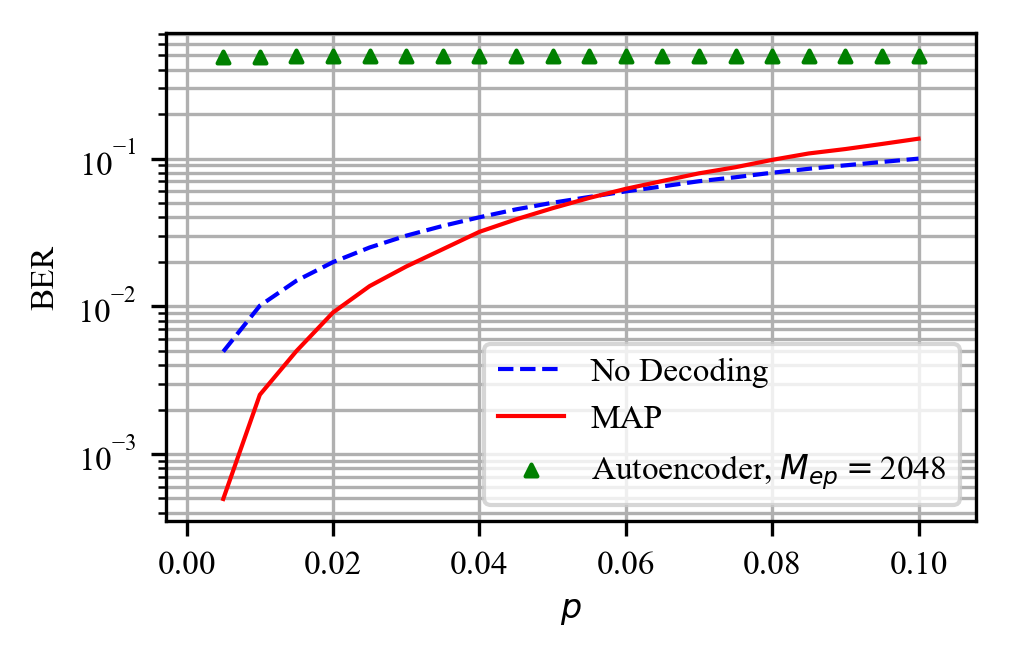 10⁻¹
10⁻²
10⁻³
BER
No Decoding
MAP
Autoencoder, Mₑₚ = 2048
0.00 0.02 0.04 0.06 0.08 0.10
p